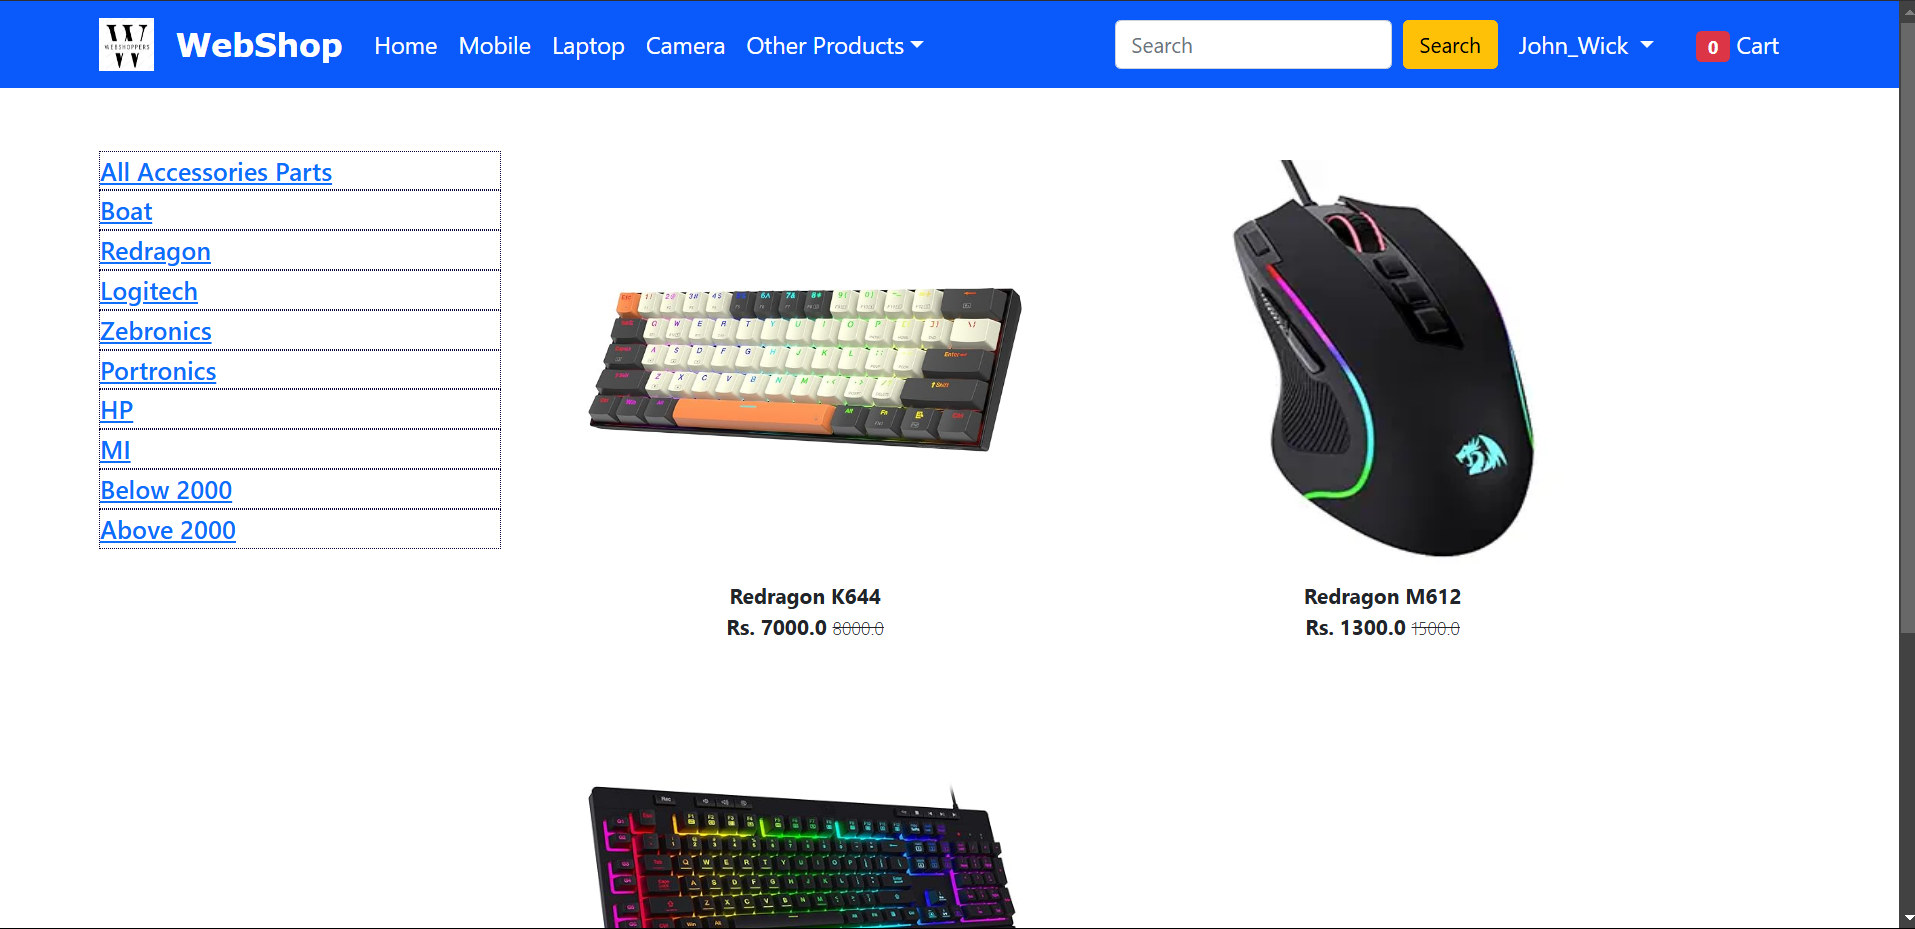 W
WEBSHOPPERS
W
WebShop Home Mobile Laptop Camera Other Products Search Search John_Wick 0 Cart
All Accessories Parts
Boat
Redragon
Logitech
Zebronics
Portronics
HP
MI
Below 2000
Above 2000
Redragon K644
Rs. 7000.0 8000.0
Redragon M612
Rs. 1300.0 1500.0